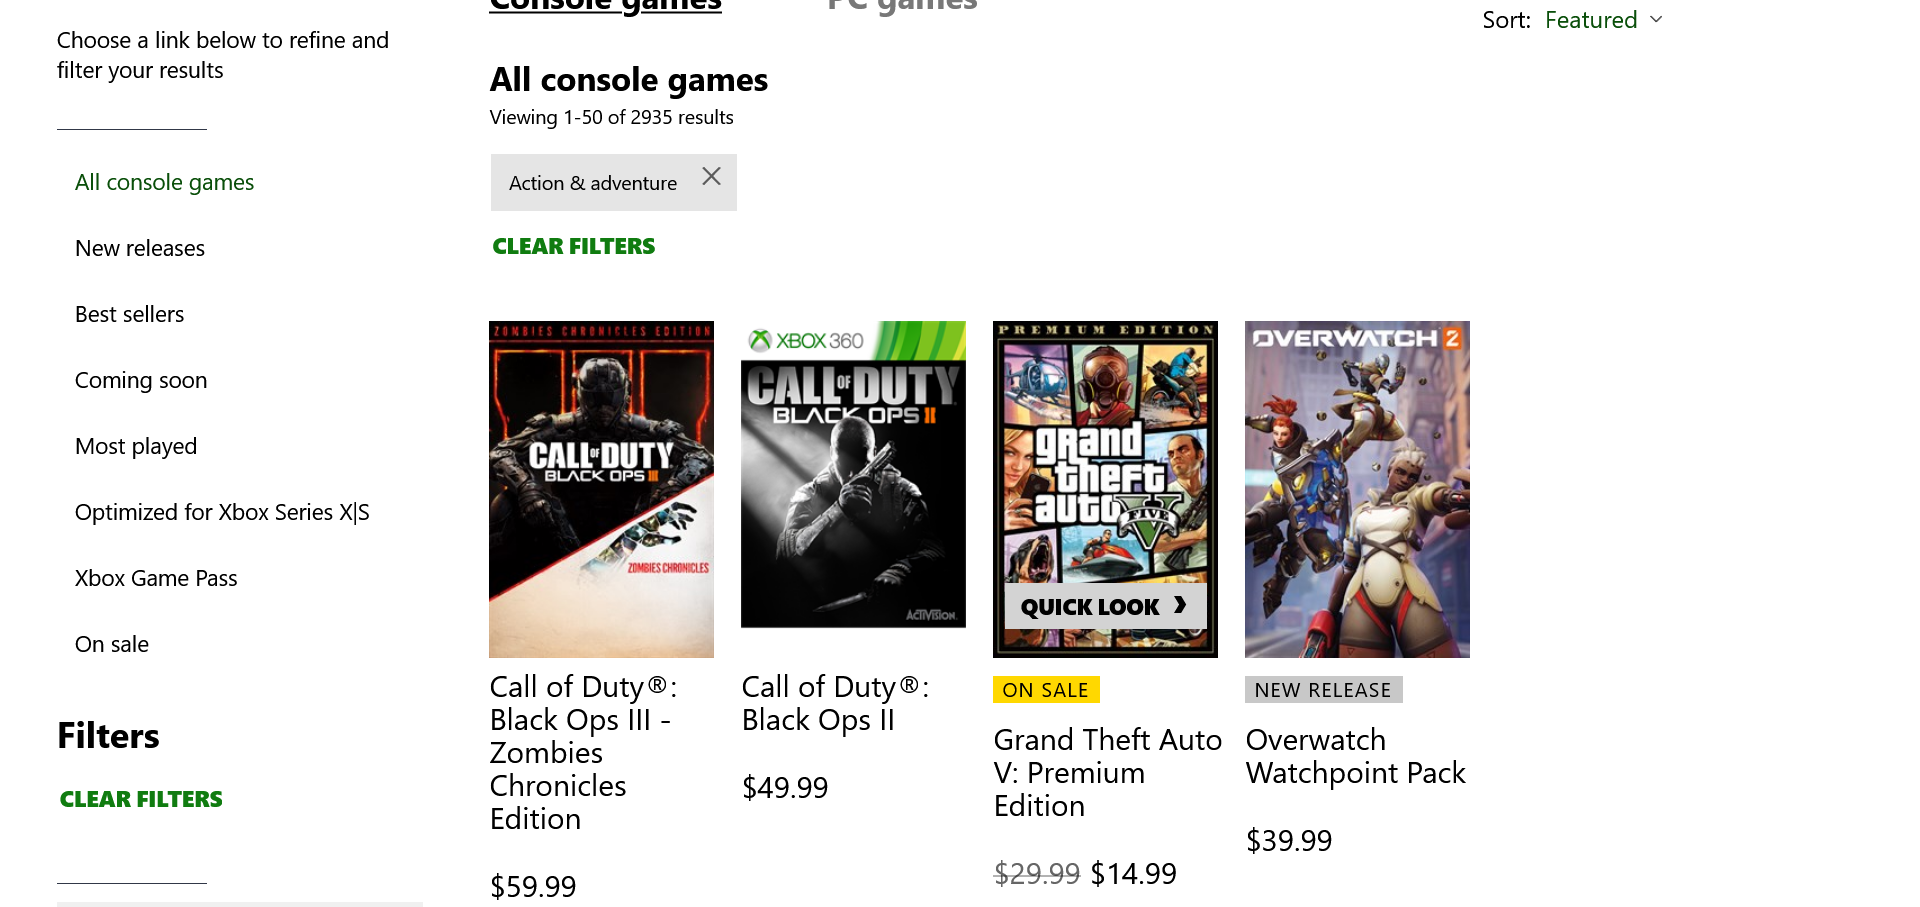 Console games
PC games
Sort: Featured
Choose a link below to refine and
filter your results
All console games
New releases
Best sellers
Coming soon
Most played
Optimized for Xbox Series X|S
Xbox Game Pass
On sale
Filters
CLEAR FILTERS
All console games
Viewing 1-50 of 2935 results
Action & adventure
CLEAR FILTERS
ZOMBIES CHRONICLES EDITION
CALL OF DUTY
BLACK OPS III
ZOMBIES CHRONICLES
Call of Duty®:
Black Ops III -
Zombies
Chronicles
Edition
$59.99
XBOX 360
CALL OF DUTY
BLACK OPS II
ACTIVISION.
Call of Duty®:
Black Ops II
$49.99
PREMIUM EDITION
grand
theft
auto
FIVE
QUICK LOOK
ON SALE
Grand Theft Auto
V: Premium
Edition
$29.99 $14.99
OVERWATCH 2
NEW RELEASE
Overwatch
Watchpoint Pack
$39.99